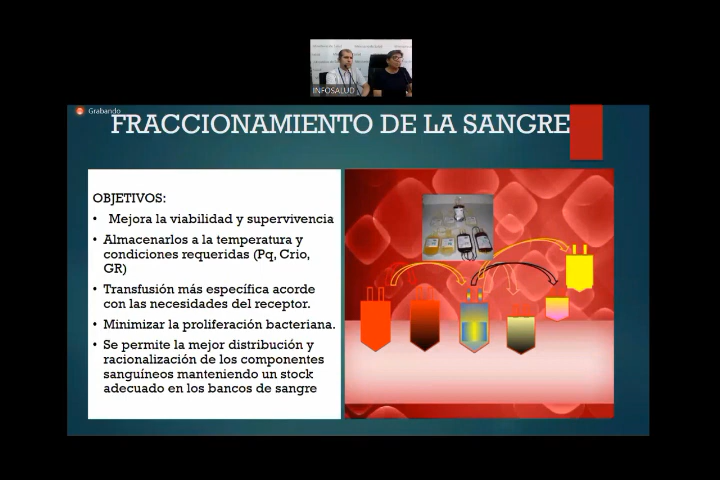 INFOSALUD
Grabando
FRACCIONAMIENTO DE LA SANGRE
OBJETIVOS:
• Mejora la viabilidad y supervivencia
• Almacenarlos a la temperatura y
condiciones requeridas (Pq, Crio,
GR)
• Transfusión más específica acorde
con las necesidades del receptor.
• Minimizar la proliferación bacteriana.
• Se permite la mejor distribución y
racionalización de los componentes
sanguíneos manteniendo un stock
adecuado en los bancos de sangre